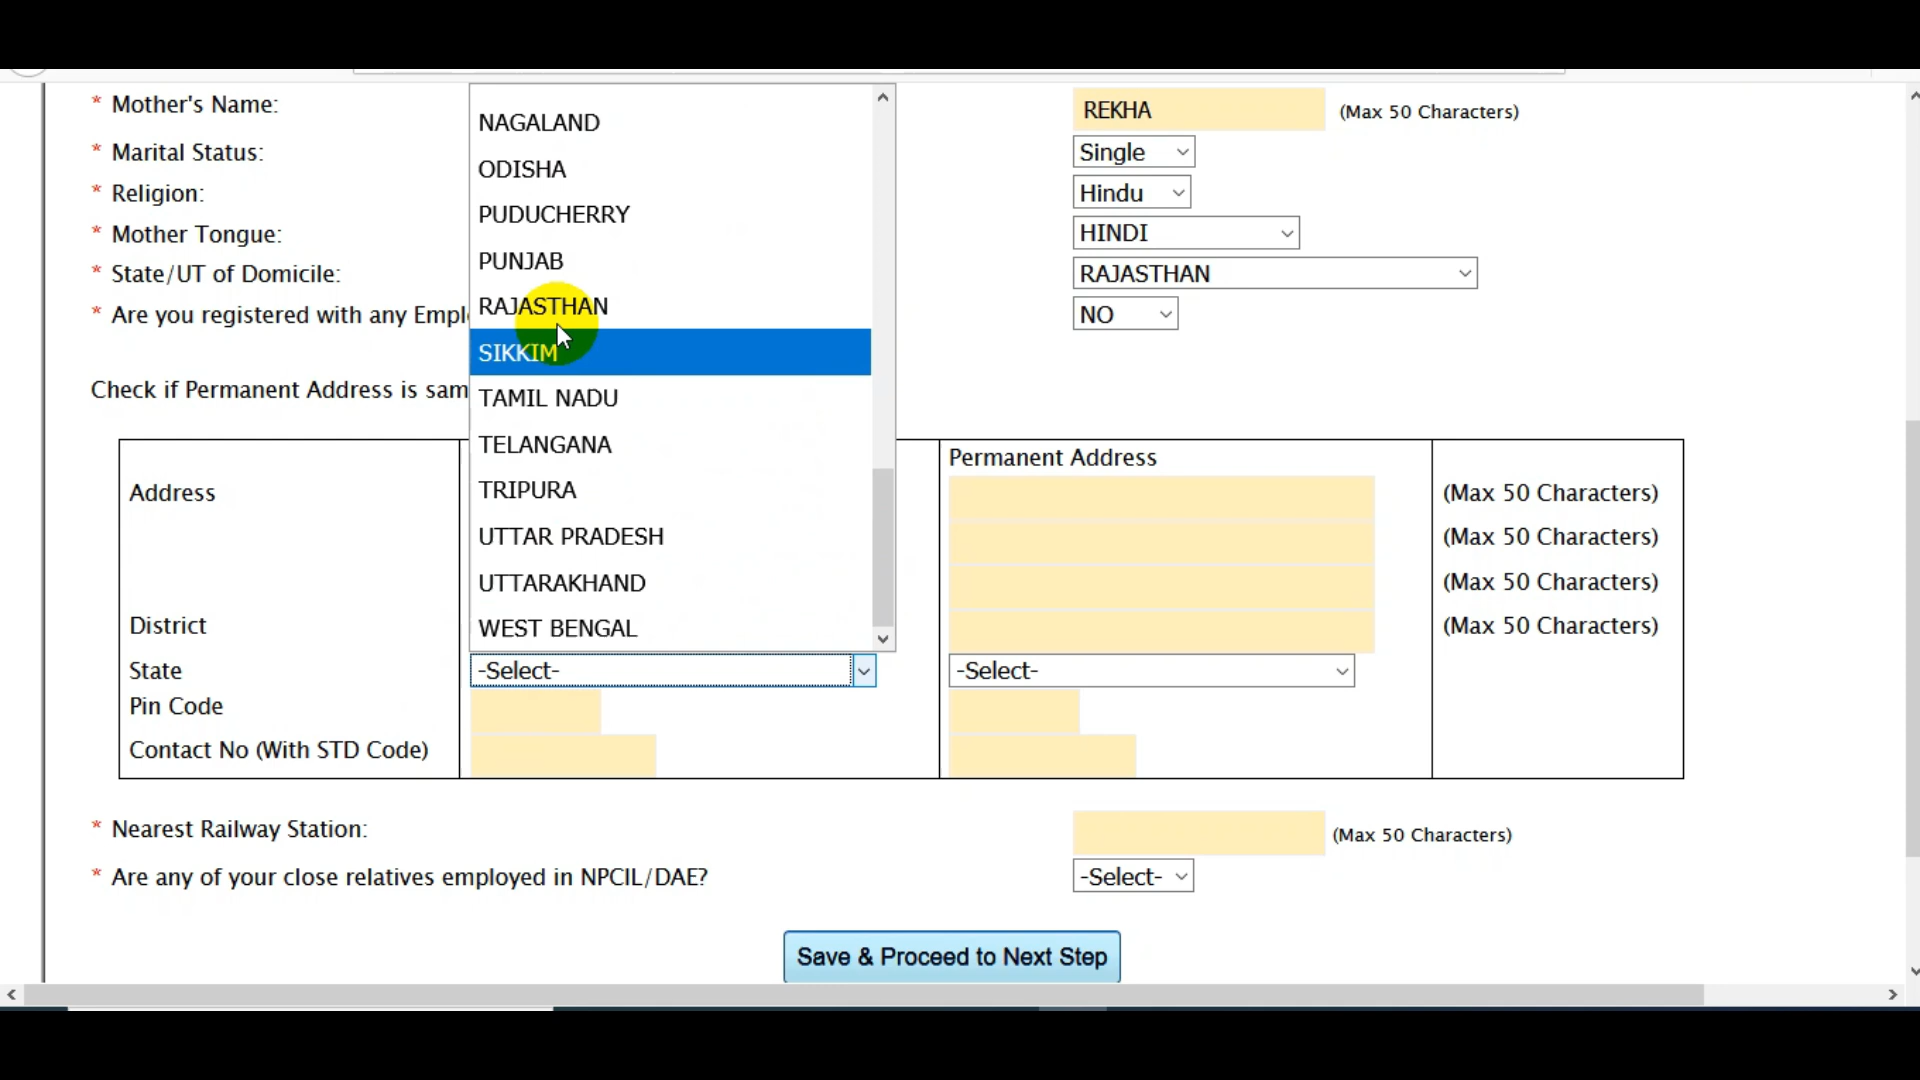 * Mother's Name:
REKHA (Max 50 Characters)
* Marital Status:
Single
* Religion:
Hindu
* Mother Tongue:
HINDI
* State/UT of Domicile:
RAJASTHAN
* Are you registered with any Empl
NO
NAGALAND
ODISHA
PUDUCHERRY
PUNJAB
RAJASTHAN
SIKKIM
TAMIL NADU
TELANGANA
TRIPURA
UTTAR PRADESH
UTTARAKHAND
WEST BENGAL
Check if Permanent Address is sam
Permanent Address
Address
(Max 50 Characters)
(Max 50 Characters)
(Max 50 Characters)
District
(Max 50 Characters)
State
-Select-
-Select-
Pin Code
Contact No (With STD Code)
* Nearest Railway Station:
(Max 50 Characters)
* Are any of your close relatives employed in NPCIL/DAE?
-Select-
Save & Proceed to Next Step